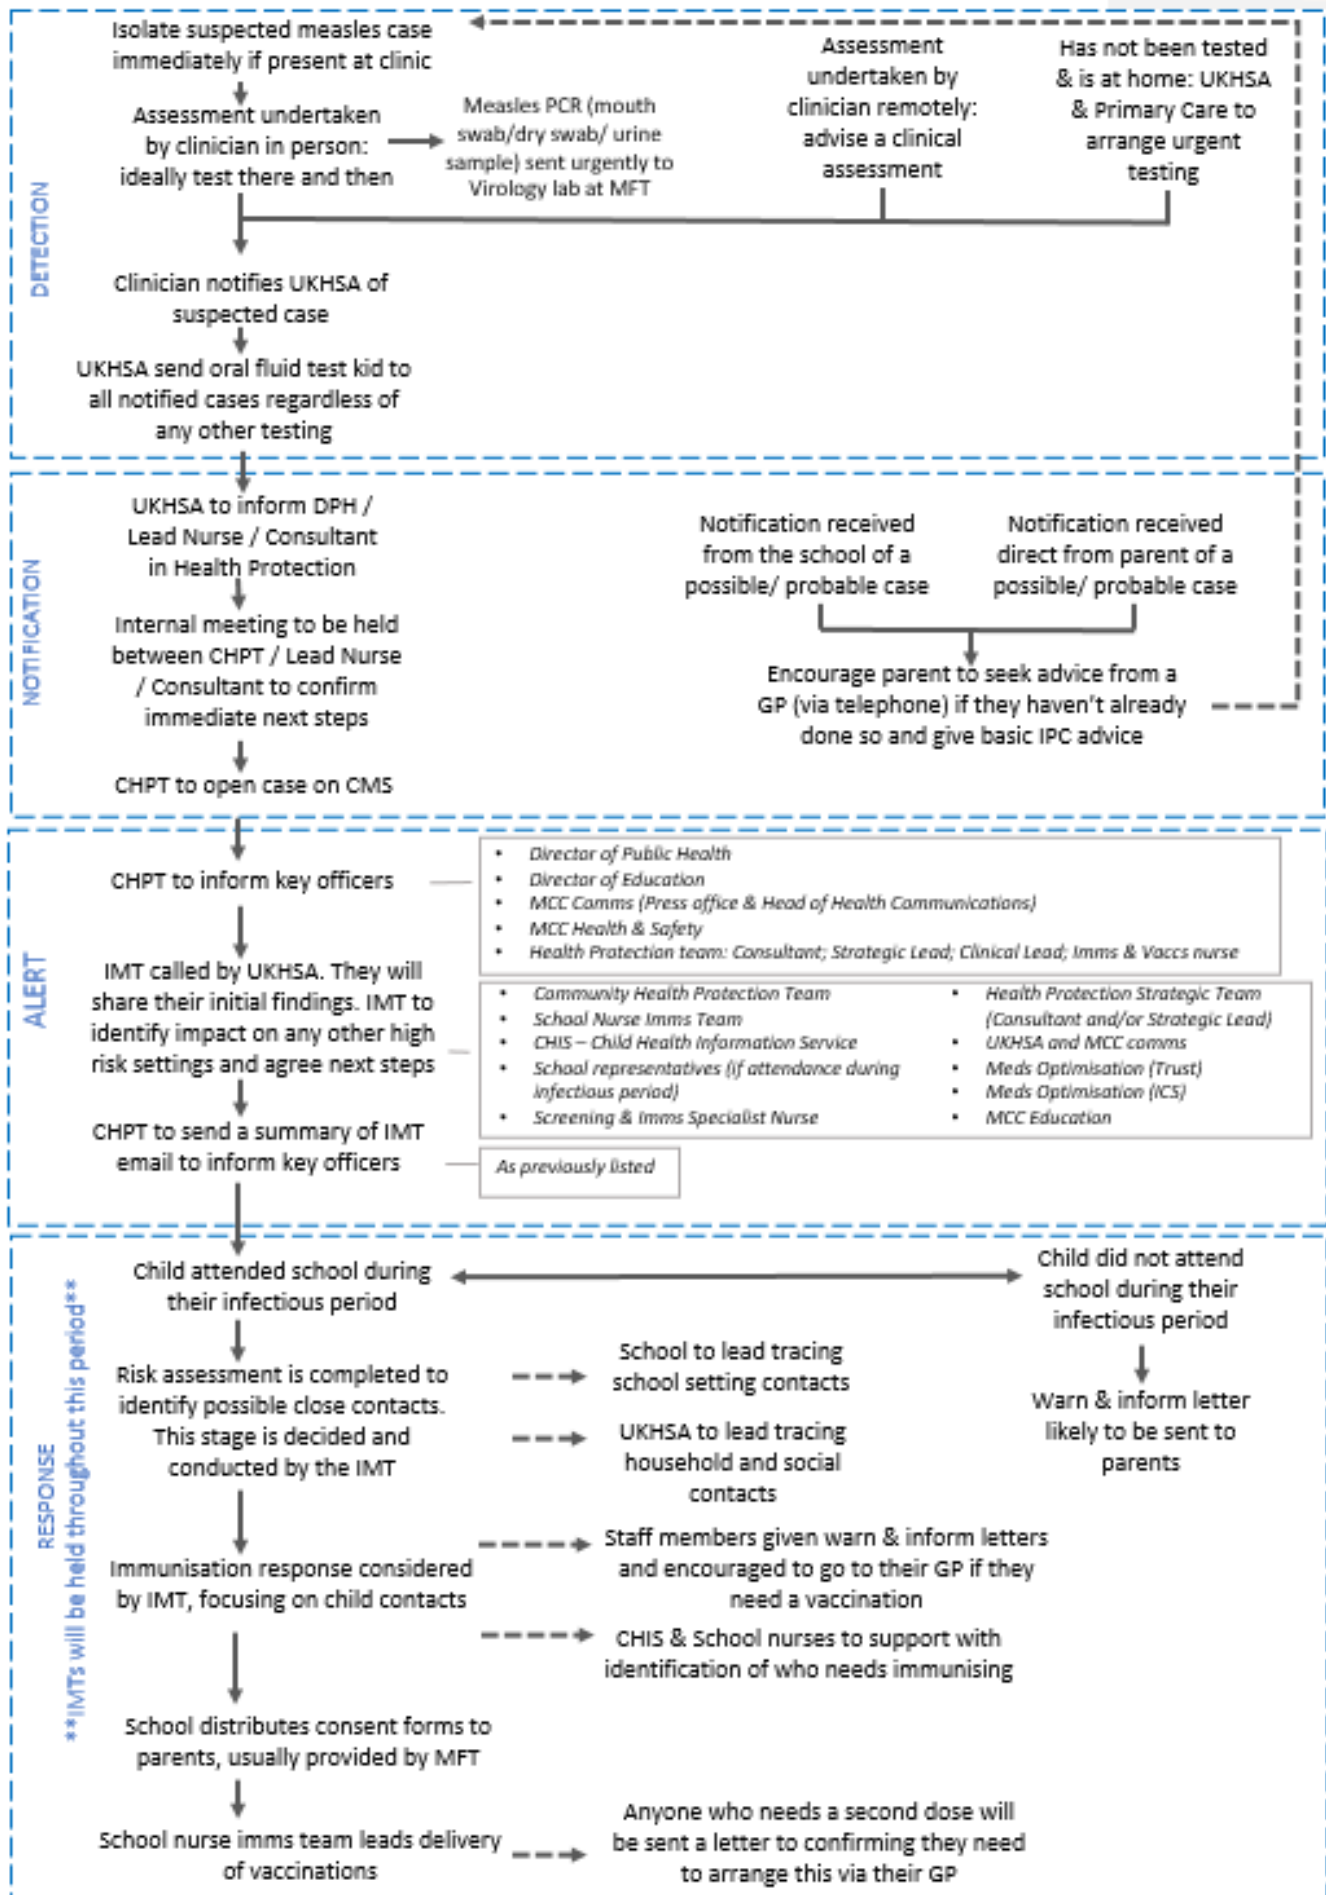 DETECTION
Isolate suspected measles case
immediately if present at clinic
Assessment undertaken
by clinician in person:
ideally test there and then
Measles PCR (mouth
swab/dry swab/ urine
sample) sent urgently to
Virology lab at MFT
Assessment
undertaken by
clinician remotely:
advise a clinical
assessment
Has not been tested
& is at home: UKHSA
& Primary Care to
arrange urgent
testing
Clinician notifies UKHSA of
suspected case
UKHSA send oral fluid test kid to
all notified cases regardless of
any other testing
NOTIFICATION
UKHSA to inform DPH /
Lead Nurse / Consultant
in Health Protection
Internal meeting to be held
between CHPT / Lead Nurse
/ Consultant to confirm
immediate next steps
CHPT to open case on CMS
Notification received
from the school of a
possible/ probable case
Notification received
direct from parent of a
possible/ probable case
Encourage parent to seek advice from a
GP (via telephone) if they haven't already
done so and give basic IPC advice
ALERT
CHPT to inform key officers
• Director of Public Health
• Director of Education
• MCC Comms (Press office & Head of Health Communications)
• MCC Health & Safety
• Health Protection team: Consultant; Strategic Lead; Clinical Lead; Imms & Vaccs nurse
IMT called by UKHSA. They will
share their initial findings. IMT to
identify impact on any other high
risk settings and agree next steps
• Community Health Protection Team
• School Nurse Imms Team
• CHIS – Child Health Information Service
• School representatives (if attendance during
infectious period)
• Screening & Imms Specialist Nurse
• Health Protection Strategic Team
(Consultant and/or Strategic Lead)
• UKHSA and MCC comms
• Meds Optimisation (Trust)
• Meds Optimisation (ICS)
• MCC Education
CHPT to send a summary of IMT
email to inform key officers
As previously listed
RESPONSE
**IMTs will be held throughout this period**
Child attended school during
their infectious period
Child did not attend
school during their
infectious period
Risk assessment is completed to
identify possible close contacts.
This stage is decided and
conducted by the IMT
School to lead tracing
school setting contacts
UKHSA to lead tracing
household and social
contacts
Warn & inform letter
likely to be sent to
parents
Immunisation response considered
by IMT, focusing on child contacts
Staff members given warn & inform letters
and encouraged to go to their GP if they
need a vaccination
CHIS & School nurses to support with
identification of who needs immunising
School distributes consent forms to
parents, usually provided by MFT
School nurse imms team leads delivery
of vaccinations
Anyone who needs a second dose will
be sent a letter to confirming they need
to arrange this via their GP